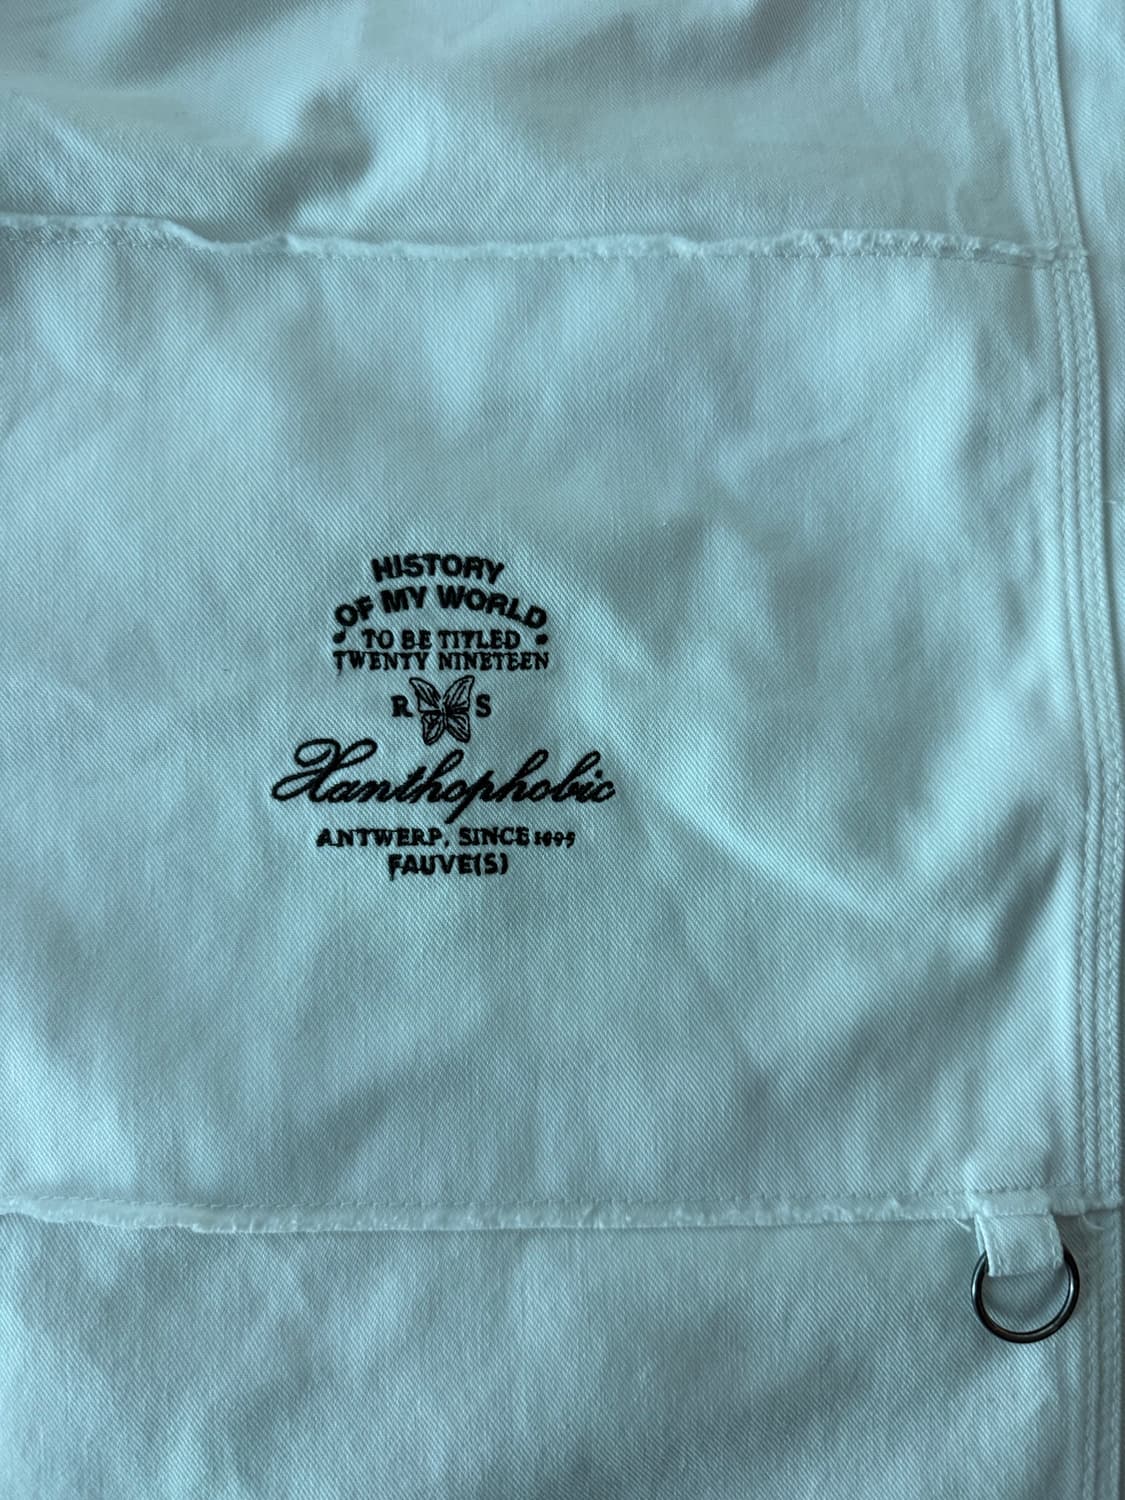 HISTORY
OF MY WORLD
TO BE TITLED
TWENTY NINETEEN
R S
Xanthophobic
ANTWERP, SINCE 1995
FAUVE(S)